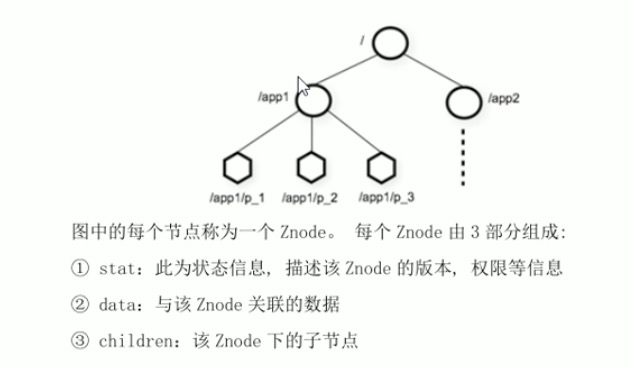 /
/app1
/app2
/app1/p_1 /app1/p_2 /app1/p_3
图中的每个节点称为一个 Znode。 每个 Znode 由 3 部分组成:
① stat: 此为状态信息, 描述该 Znode 的版本, 权限等信息
② data: 与该 Znode 关联的数据
③ children: 该 Znode 下的子节点